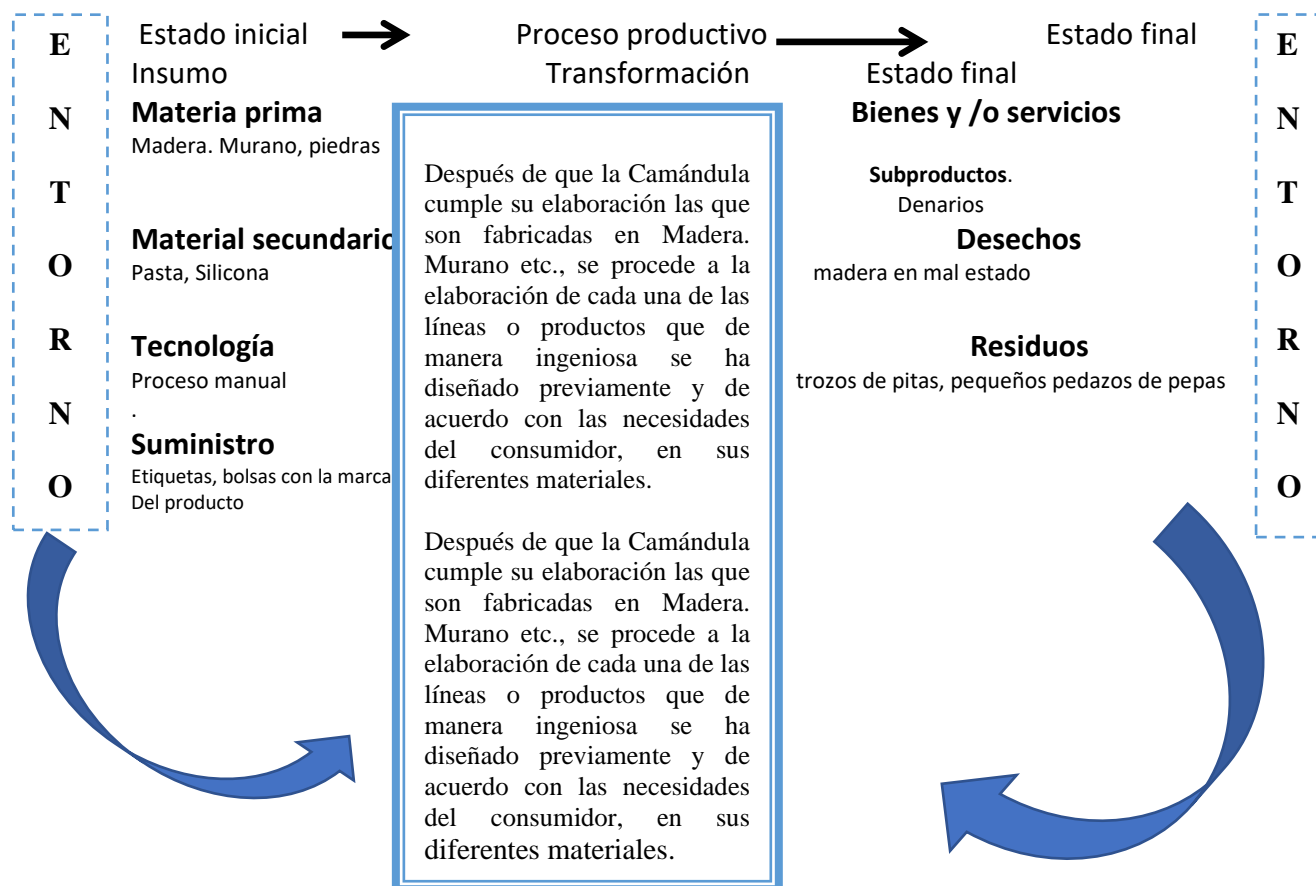 E
N
T
O
R
N
O
Estado inicial
Insumo
Materia prima
Madera. Murano, piedras
Material secundario
Pasta, Silicona
Tecnología
Proceso manual
.
Suministro
Etiquetas, bolsas con la marca
Del producto
Proceso productivo
Transformación
Después de que la Camándula
cumple su elaboración las que
son fabricadas en Madera.
Murano etc., se procede a la
elaboración de cada una de las
líneas o productos que de
manera ingeniosa se ha
diseñado previamente y de
acuerdo con las necesidades
del consumidor, en sus
diferentes materiales.
Después de que la Camándula
cumple su elaboración las que
son fabricadas en Madera.
Murano etc., se procede a la
elaboración de cada una de las
líneas o productos que de
manera ingeniosa se ha
diseñado previamente y de
acuerdo con las necesidades
del consumidor, en sus
diferentes materiales.
Estado final
Estado final
Bienes y /o servicios
Subproductos.
Denarios
Desechos
madera en mal estado
Residuos
trozos de pitas, pequeños pedazos de pepas
E
N
T
O
R
N
O